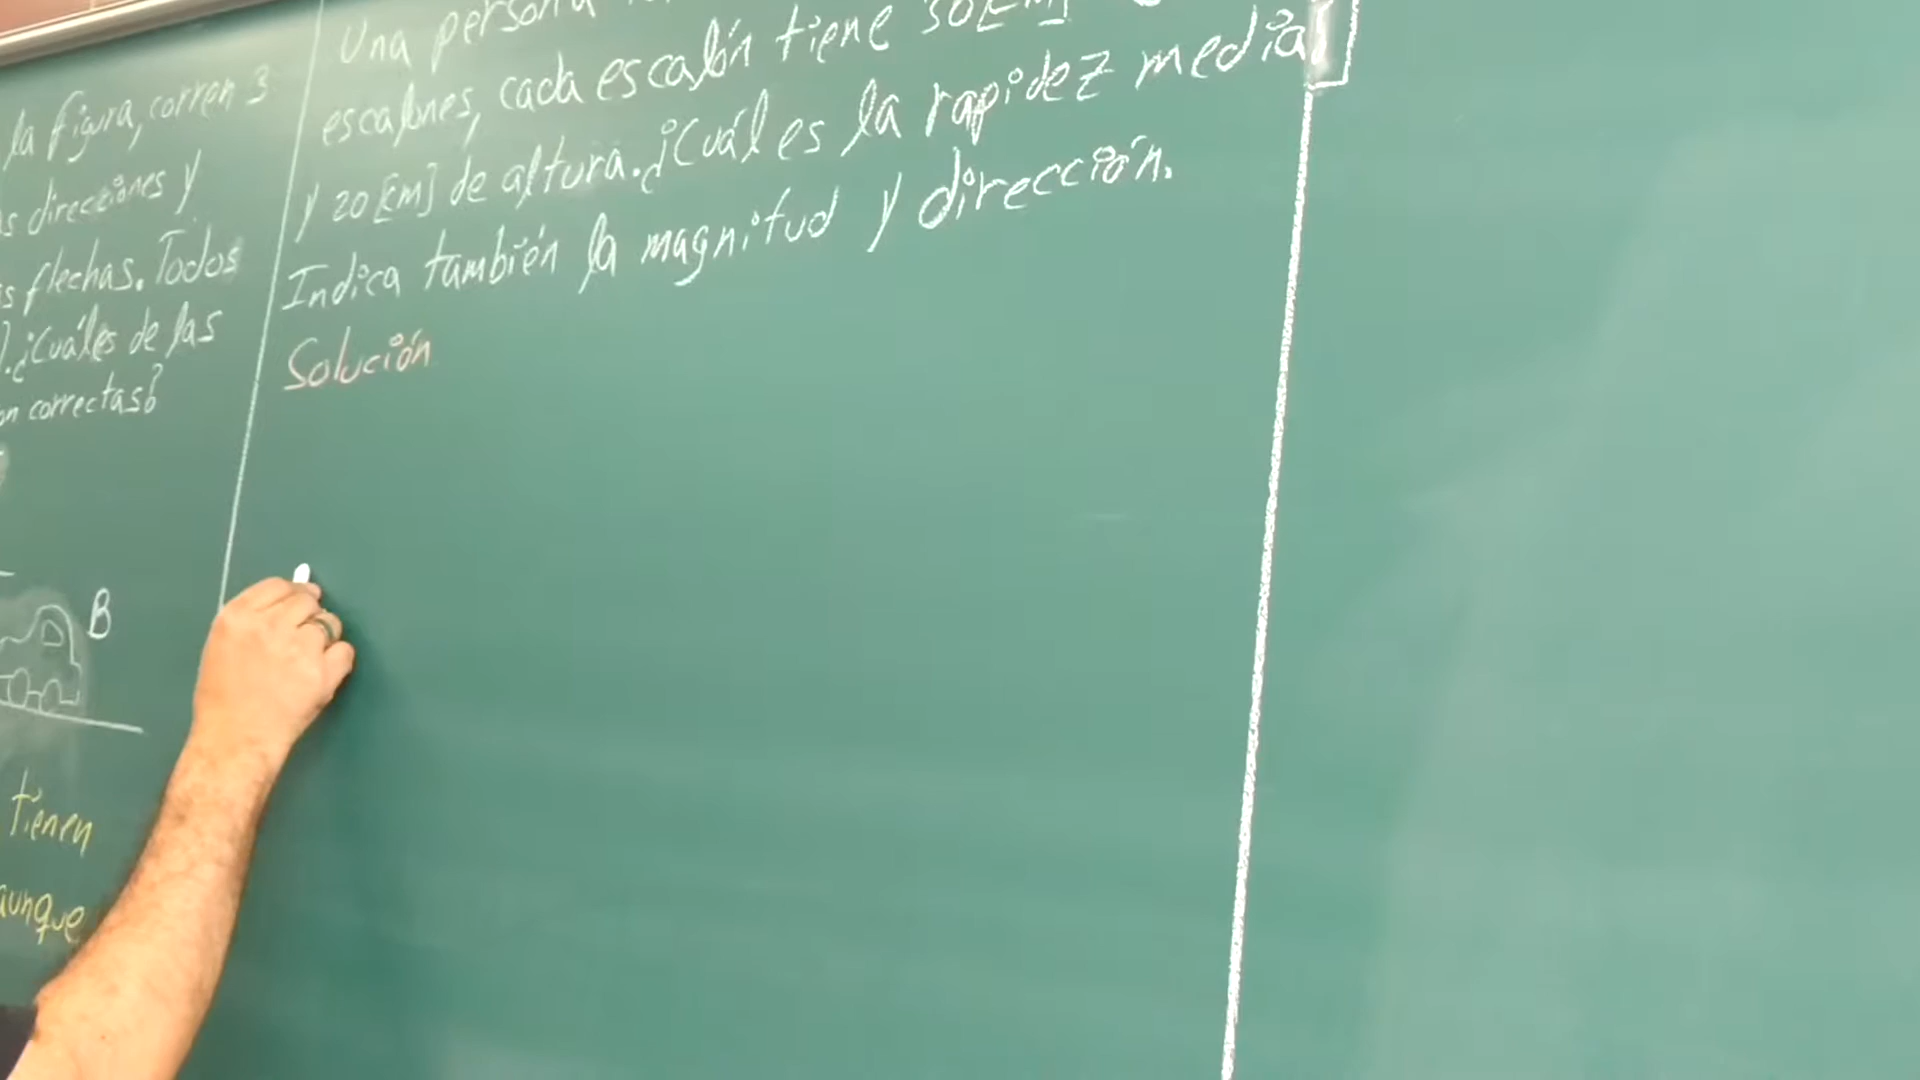 la figura, corren 3
s direcciones y
s flechas. Todos
]. ¿Cuáles de las
on correctas?
B
tienen
aunque
Una persona
escalones, cada escalón tiene 30[cm]
y 20[cm] de altura. ¿Cuál es la rapidez media
Indica también la magnitud y dirección.
Solución